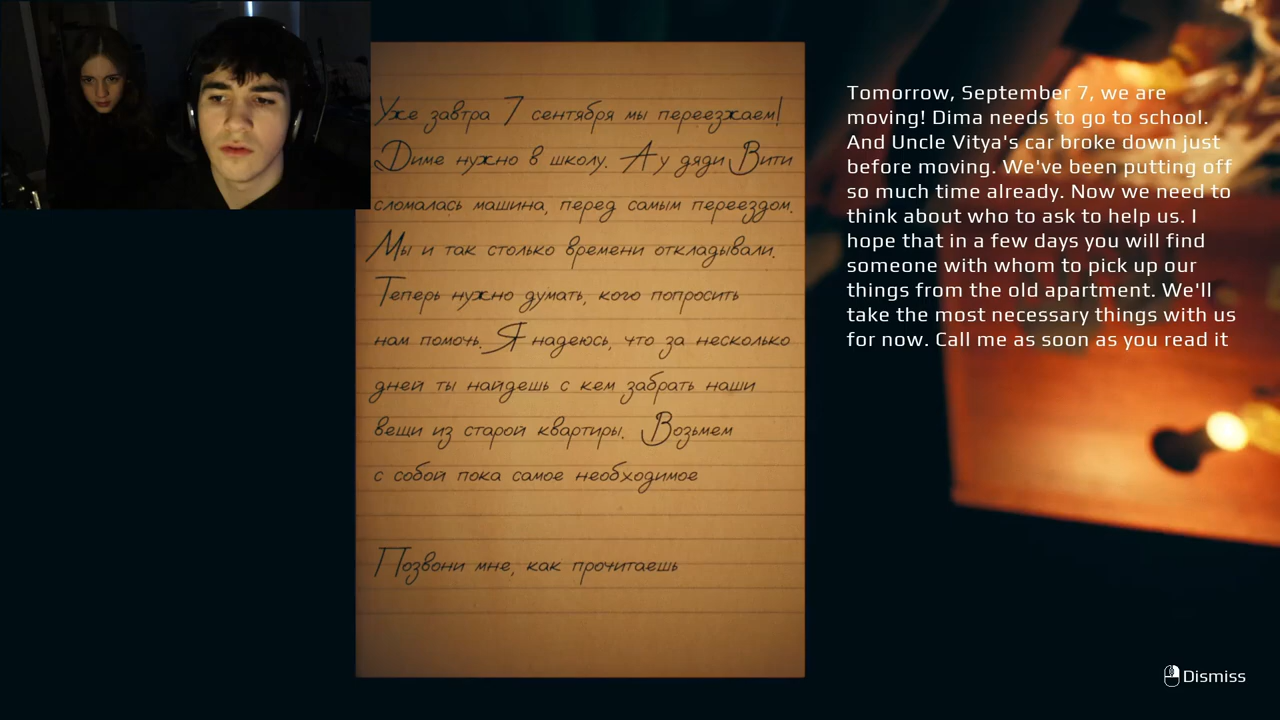 Уже завтра 7 сентября мы переезжаем!
Диме нужно в школу. А у дяди Вити
сломалась машина, перед самым переездом.
Мы и так столько времени откладывали.
Теперь нужно думать, кого попросить
нам помочь. Я надеюсь, что за несколько
дней ты найдешь с кем забрать наши
вещи из старой квартиры. Возьмем
с собой пока самое необходимое
Позвони мне, как прочитаешь
Tomorrow, September 7, we are
moving! Dima needs to go to school.
And Uncle Vitya's car broke down just
before moving. We've been putting off
so much time already. Now we need to
think about who to ask to help us. I
hope that in a few days you will find
someone with whom to pick up our
things from the old apartment. We'll
take the most necessary things with us
for now. Call me as soon as you read it
Dismiss